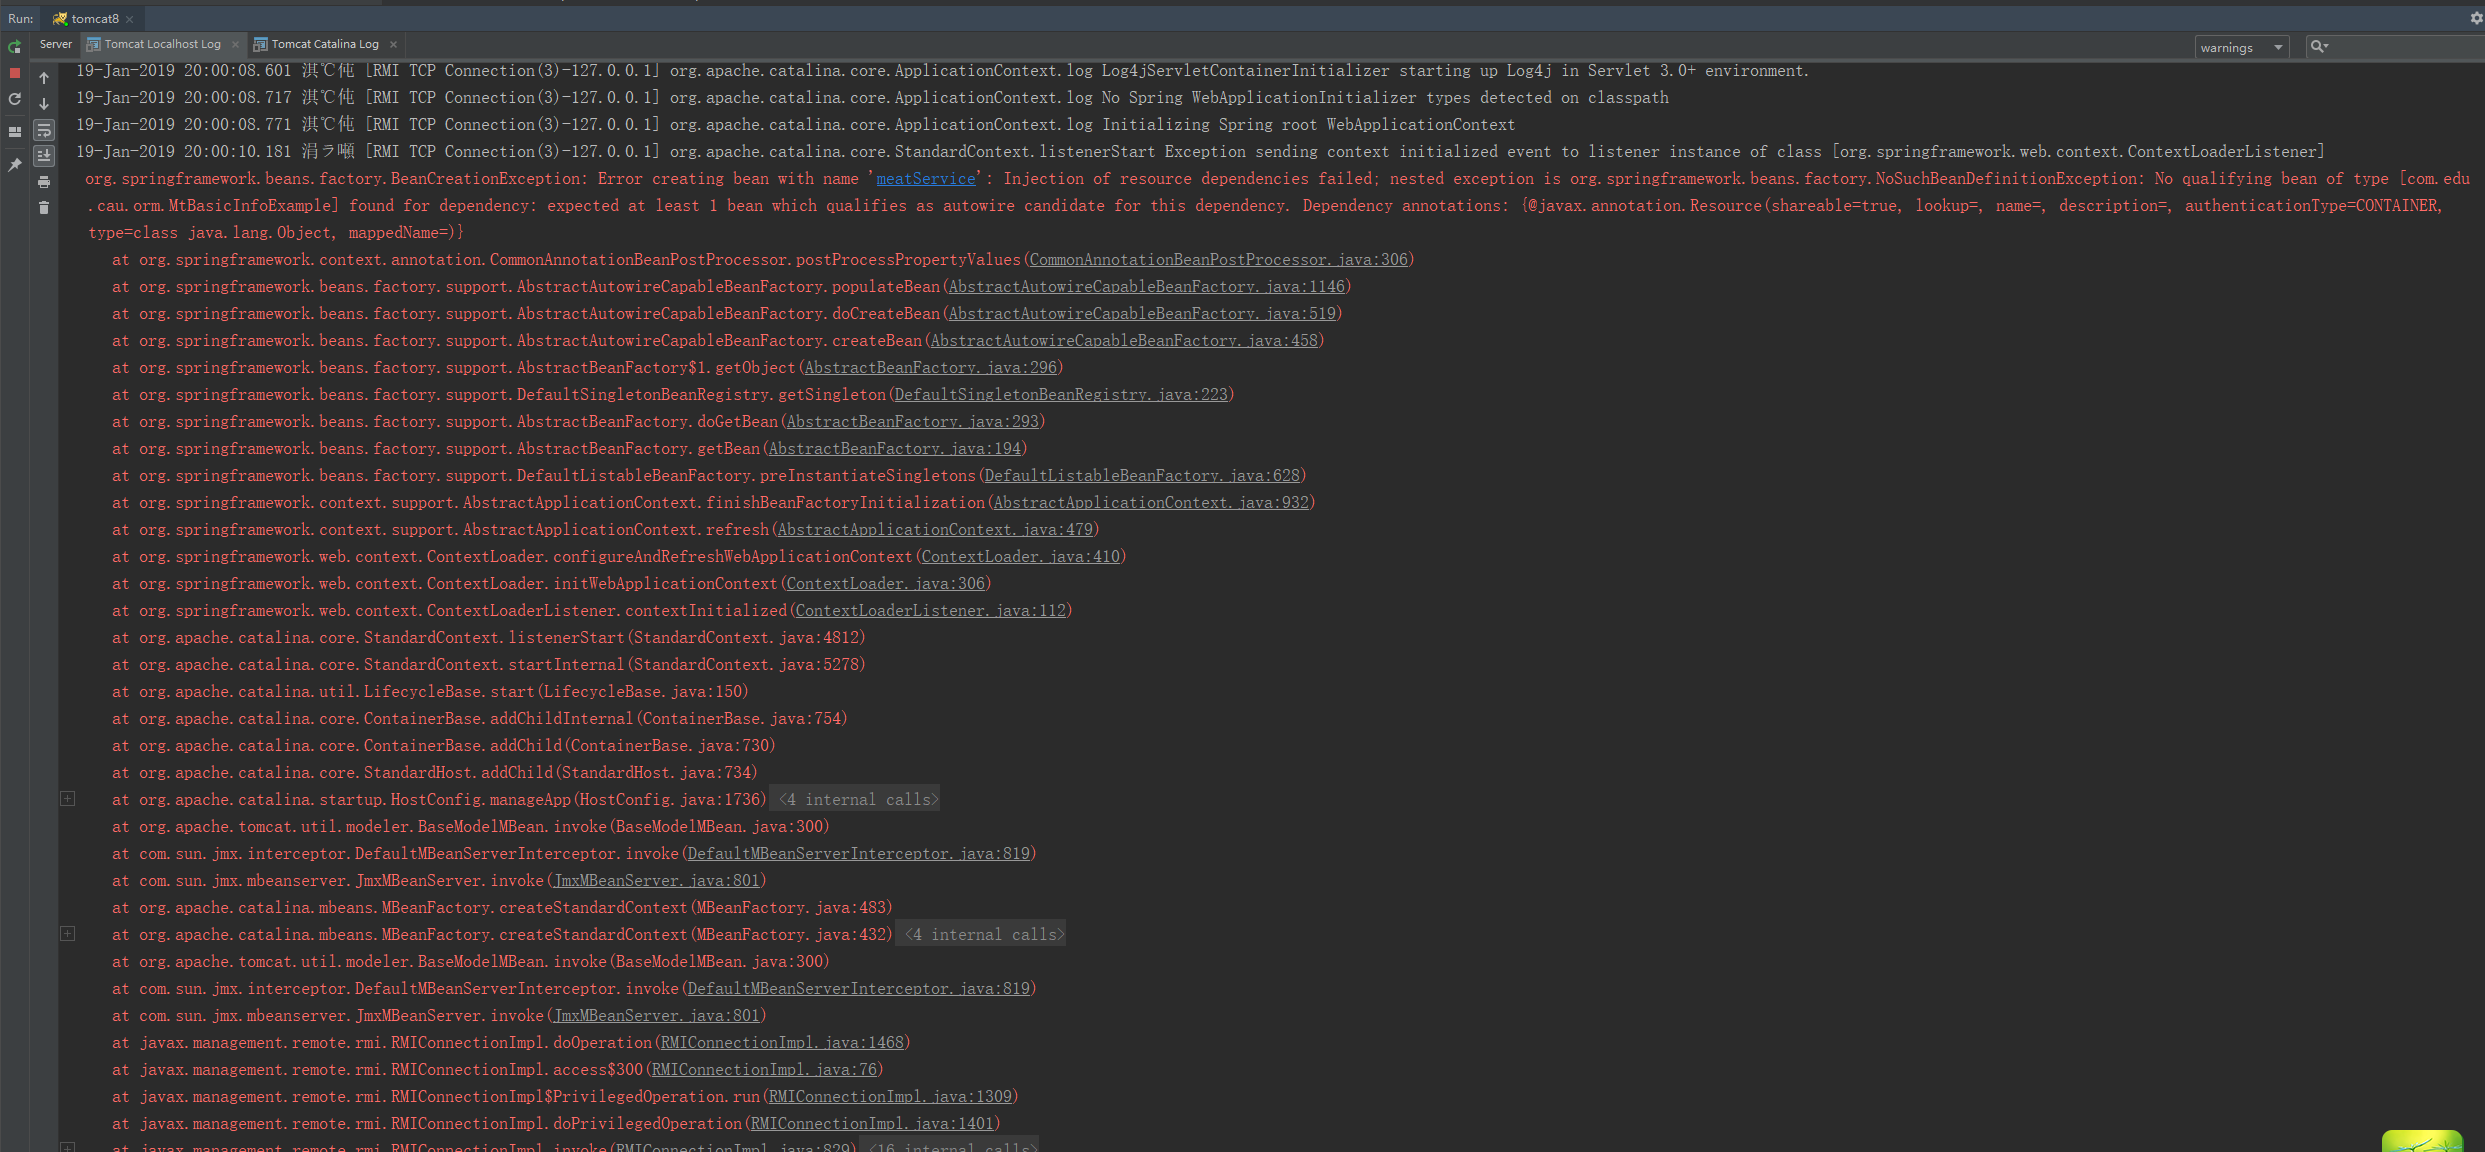 Run: tomcat8
Server Tomcat Localhost Log Tomcat Catalina Log
warnings
19-Jan-2019 20:00:08.601 淇℃伅 [RMI TCP Connection(3)-127.0.0.1] org.apache.catalina.core.ApplicationContext.log Log4jServletContainerInitializer starting up Log4j in Servlet 3.0+ environment.
19-Jan-2019 20:00:08.717 淇℃伅 [RMI TCP Connection(3)-127.0.0.1] org.apache.catalina.core.ApplicationContext.log No Spring WebApplicationInitializer types detected on classpath
19-Jan-2019 20:00:08.771 淇℃伅 [RMI TCP Connection(3)-127.0.0.1] org.apache.catalina.core.ApplicationContext.log Initializing Spring root WebApplicationContext
19-Jan-2019 20:00:10.181 涓ラ噸 [RMI TCP Connection(3)-127.0.0.1] org.apache.catalina.core.StandardContext.listenerStart Exception sending context initialized event to listener instance of class [org.springframework.web.context.ContextLoaderListener]
org.springframework.beans.factory.BeanCreationException: Error creating bean with name 'meatService': Injection of resource dependencies failed; nested exception is org.springframework.beans.factory.NoSuchBeanDefinitionException: No qualifying bean of type [com.edu
.cau.orm.MtBasicInfoExample] found for dependency: expected at least 1 bean which qualifies as autowire candidate for this dependency. Dependency annotations: {@javax.annotation.Resource(shareable=true, lookup=, name=, description=, authenticationType=CONTAINER,
type=class java.lang.Object, mappedName=)}
at org.springframework.context.annotation.CommonAnnotationBeanPostProcessor.postProcessPropertyValues(CommonAnnotationBeanPostProcessor.java:306)
at org.springframework.beans.factory.support.AbstractAutowireCapableBeanFactory.populateBean(AbstractAutowireCapableBeanFactory.java:1146)
at org.springframework.beans.factory.support.AbstractAutowireCapableBeanFactory.doCreateBean(AbstractAutowireCapableBeanFactory.java:519)
at org.springframework.beans.factory.support.AbstractAutowireCapableBeanFactory.createBean(AbstractAutowireCapableBeanFactory.java:458)
at org.springframework.beans.factory.support.AbstractBeanFactory$1.getObject(AbstractBeanFactory.java:296)
at org.springframework.beans.factory.support.DefaultSingletonBeanRegistry.getSingleton(DefaultSingletonBeanRegistry.java:223)
at org.springframework.beans.factory.support.AbstractBeanFactory.doGetBean(AbstractBeanFactory.java:293)
at org.springframework.beans.factory.support.AbstractBeanFactory.getBean(AbstractBeanFactory.java:194)
at org.springframework.beans.factory.support.DefaultListableBeanFactory.preInstantiateSingletons(DefaultListableBeanFactory.java:628)
at org.springframework.context.support.AbstractApplicationContext.finishBeanFactoryInitialization(AbstractApplicationContext.java:932)
at org.springframework.context.support.AbstractApplicationContext.refresh(AbstractApplicationContext.java:479)
at org.springframework.web.context.ContextLoader.configureAndRefreshWebApplicationContext(ContextLoader.java:410)
at org.springframework.web.context.ContextLoader.initWebApplicationContext(ContextLoader.java:306)
at org.springframework.web.context.ContextLoaderListener.contextInitialized(ContextLoaderListener.java:112)
at org.apache.catalina.core.StandardContext.listenerStart(StandardContext.java:4812)
at org.apache.catalina.core.StandardContext.startInternal(StandardContext.java:5278)
at org.apache.catalina.util.LifecycleBase.start(LifecycleBase.java:150)
at org.apache.catalina.core.ContainerBase.addChildInternal(ContainerBase.java:754)
at org.apache.catalina.core.ContainerBase.addChild(ContainerBase.java:730)
at org.apache.catalina.core.StandardHost.addChild(StandardHost.java:734)
at org.apache.catalina.startup.HostConfig.manageApp(HostConfig.java:1736) <4 internal calls>
at org.apache.tomcat.util.modeler.BaseModelMBean.invoke(BaseModelMBean.java:300)
at com.sun.jmx.interceptor.DefaultMBeanServerInterceptor.invoke(DefaultMBeanServerInterceptor.java:819)
at com.sun.jmx.mbeanserver.JmxMBeanServer.invoke(JmxMBeanServer.java:801)
at org.apache.catalina.mbeans.MBeanFactory.createStandardContext(MBeanFactory.java:483)
at org.apache.catalina.mbeans.MBeanFactory.createStandardContext(MBeanFactory.java:432) <4 internal calls>
at org.apache.tomcat.util.modeler.BaseModelMBean.invoke(BaseModelMBean.java:300)
at com.sun.jmx.interceptor.DefaultMBeanServerInterceptor.invoke(DefaultMBeanServerInterceptor.java:819)
at com.sun.jmx.mbeanserver.JmxMBeanServer.invoke(JmxMBeanServer.java:801)
at javax.management.remote.rmi.RMIConnectionImpl.doOperation(RMIConnectionImpl.java:1468)
at javax.management.remote.rmi.RMIConnectionImpl.access$300(RMIConnectionImpl.java:76)
at javax.management.remote.rmi.RMIConnectionImpl$PrivilegedOperation.run(RMIConnectionImpl.java:1309)
at javax.management.remote.rmi.RMIConnectionImpl.doPrivilegedOperation(RMIConnectionImpl.java:1401)
at javax.management.remote.rmi.RMIConnectionImpl.invoke(RMIConnectionImpl.java:829) <16 internal calls>